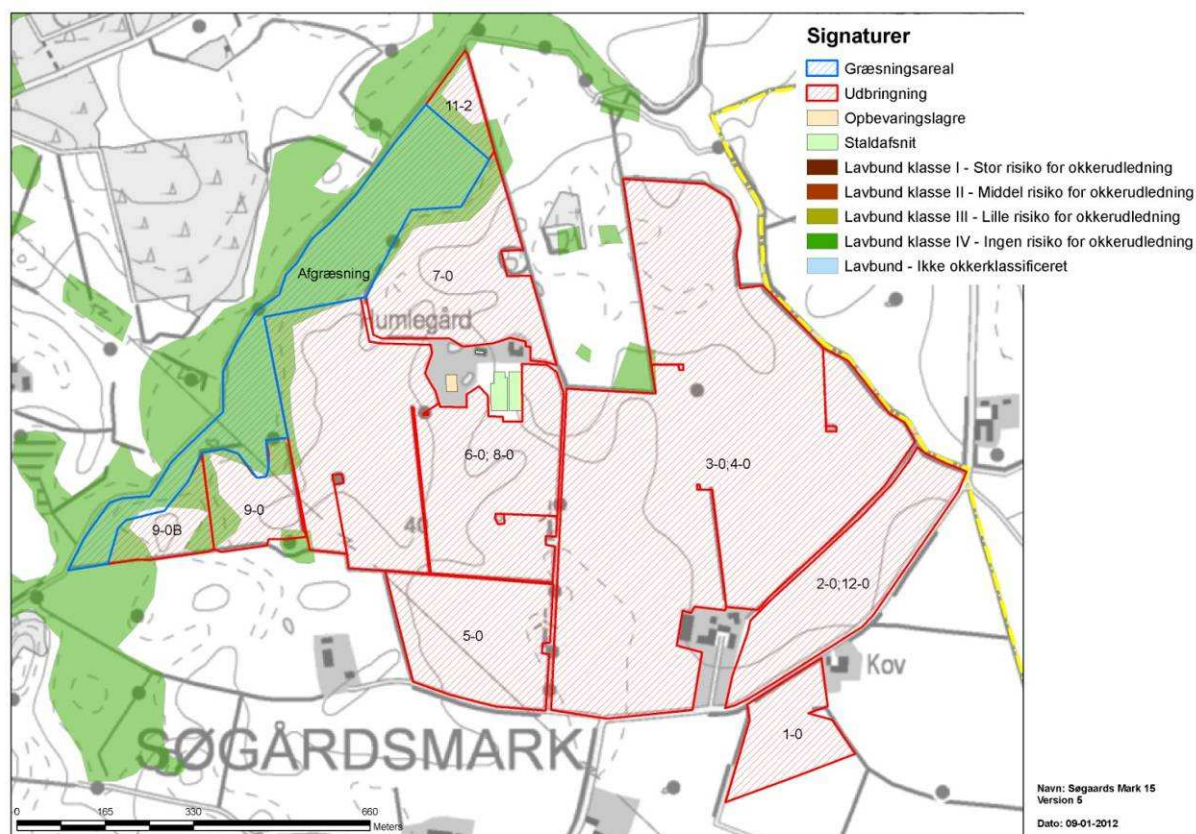 Signaturer
Græsningsareal
Udbringning
Opbevaringslagre
Staldafsnit
Lavbund klasse I - Stor risiko for okkerudledning
Lavbund klasse II - Middel risiko for okkerudledning
Lavbund klasse III - Lille risiko for okkerudledning
Lavbund klasse IV - Ingen risiko for okkerudledning
Lavbund - Ikke okkerklassificeret
11-2
Afgræsning
7-0
Humlegård
6-0; 8-0
3-0;4-0
9-0
9-0B
40
2-0;12-0
5-0
Kov
1-0
SØGÅRDSMARK
0 165 330 660
Meters
Navn: Søgaards Mark 15
Version 5
Dato: 09-01-2012